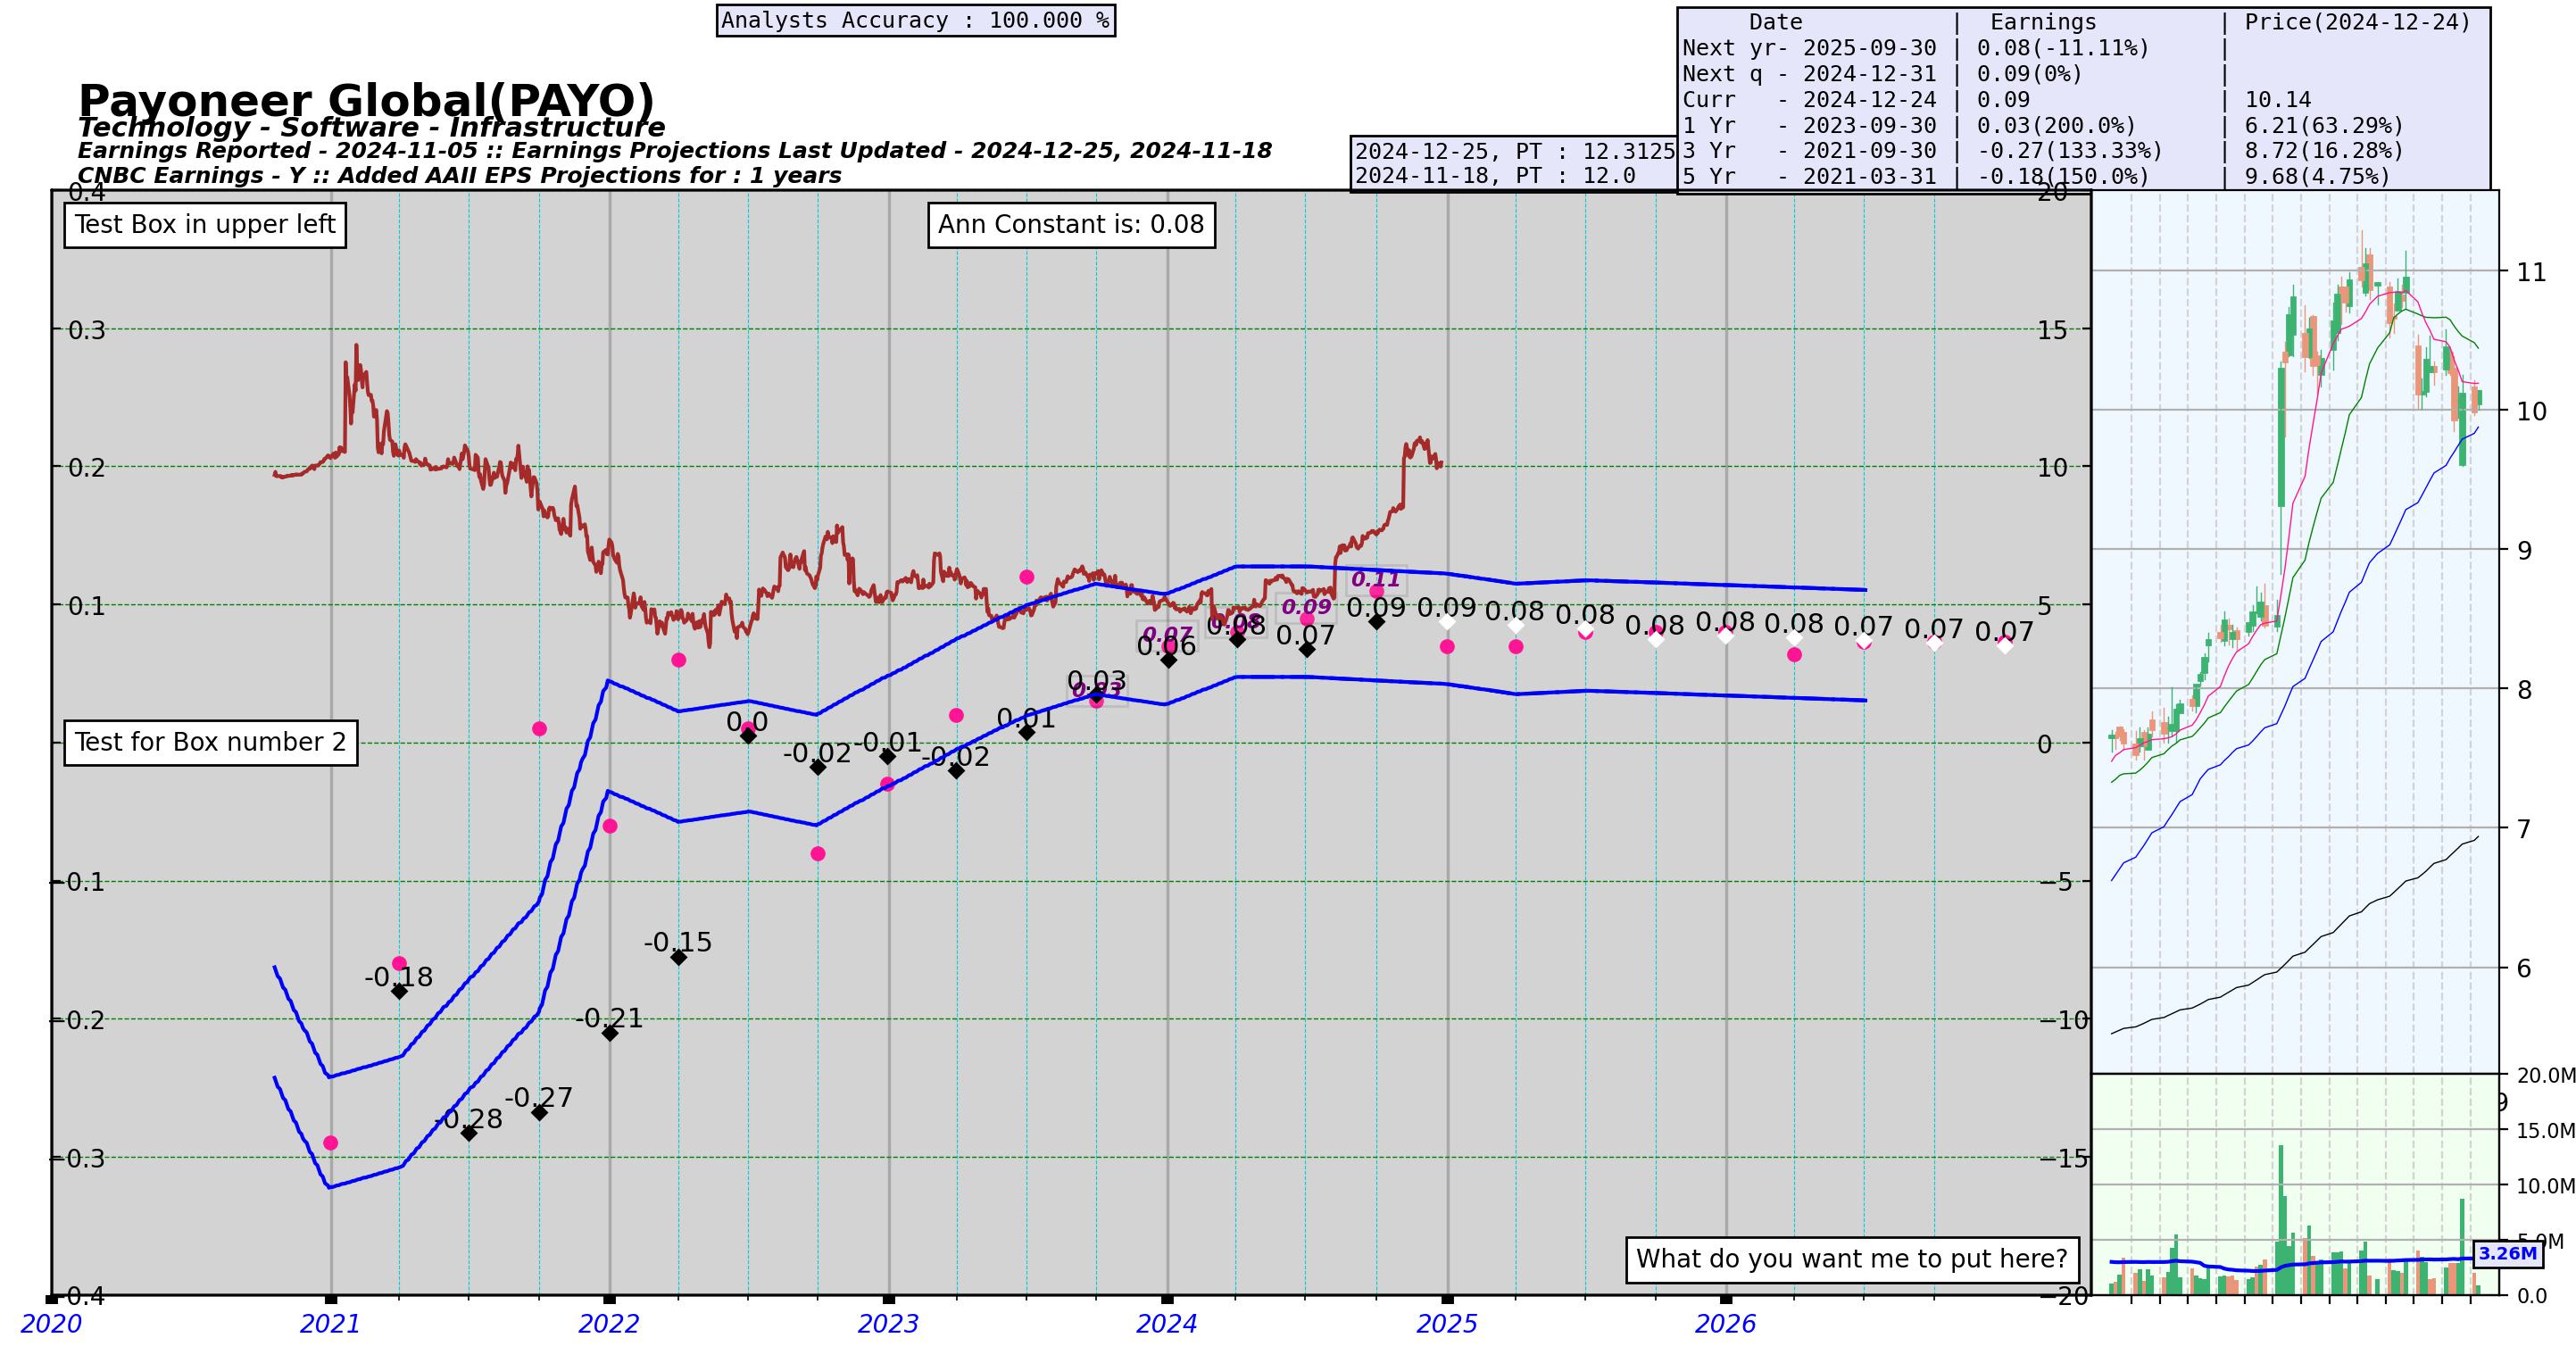 Analysts Accuracy : 100.000 %
Date | Earnings | Price(2024-12-24)
Next yr- 2025-09-30 | 0.08(-11.11%) |
Next q - 2024-12-31 | 0.09(0%) |
Curr - 2024-12-24 | 0.09 | 10.14
1 Yr - 2023-09-30 | 0.03(200.0%) | 6.21(63.29%)
3 Yr - 2021-09-30 | -0.27(133.33%) | 8.72(16.28%)
5 Yr - 2021-03-31 | -0.18(150.0%) | 9.68(4.75%)
Payoneer Global(PAYO)
Technology - Software - Infrastructure
Earnings Reported - 2024-11-05 :: Earnings Projections Last Updated - 2024-12-25, 2024-11-18
CNBC Earnings - Y :: Added AAII EPS Projections for : 1 years
2024-12-25, PT : 12.3125
2024-11-18, PT : 12.0
Test Box in upper left
Ann Constant is: 0.08
Test for Box number 2
What do you want me to put here?
0.4
0.3
0.2
0.1
−0.1
−0.2
−0.3
−0.4
20
15
10
5
0
−5
−10
−15
−20
-0.18
-0.28
-0.27
-0.21
-0.15
0.0
-0.02
-0.01
-0.02
0.01
0.03
0.03
0.07
0.06
0.08
0.08
0.09
0.07
0.11
0.09
0.09
0.08
0.08
0.08
0.08
0.08
0.07
0.07
0.07
11
10
9
8
7
6
20.0M
9
15.0M
10.0M
5.0M
3.26M
0.0
2020
2021
2022
2023
2024
2025
2026